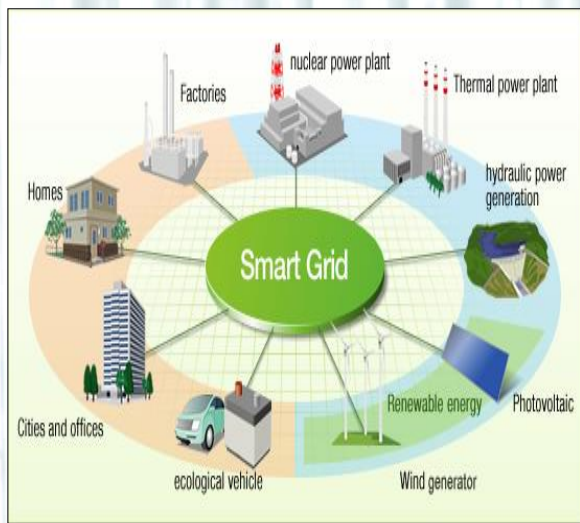 nuclear power plant
Factories
Thermal power plant
hydraulic power
generation
Homes
Smart Grid
Renewable energy
Photovoltaic
Cities and offices
ecological vehicle
Wind generator